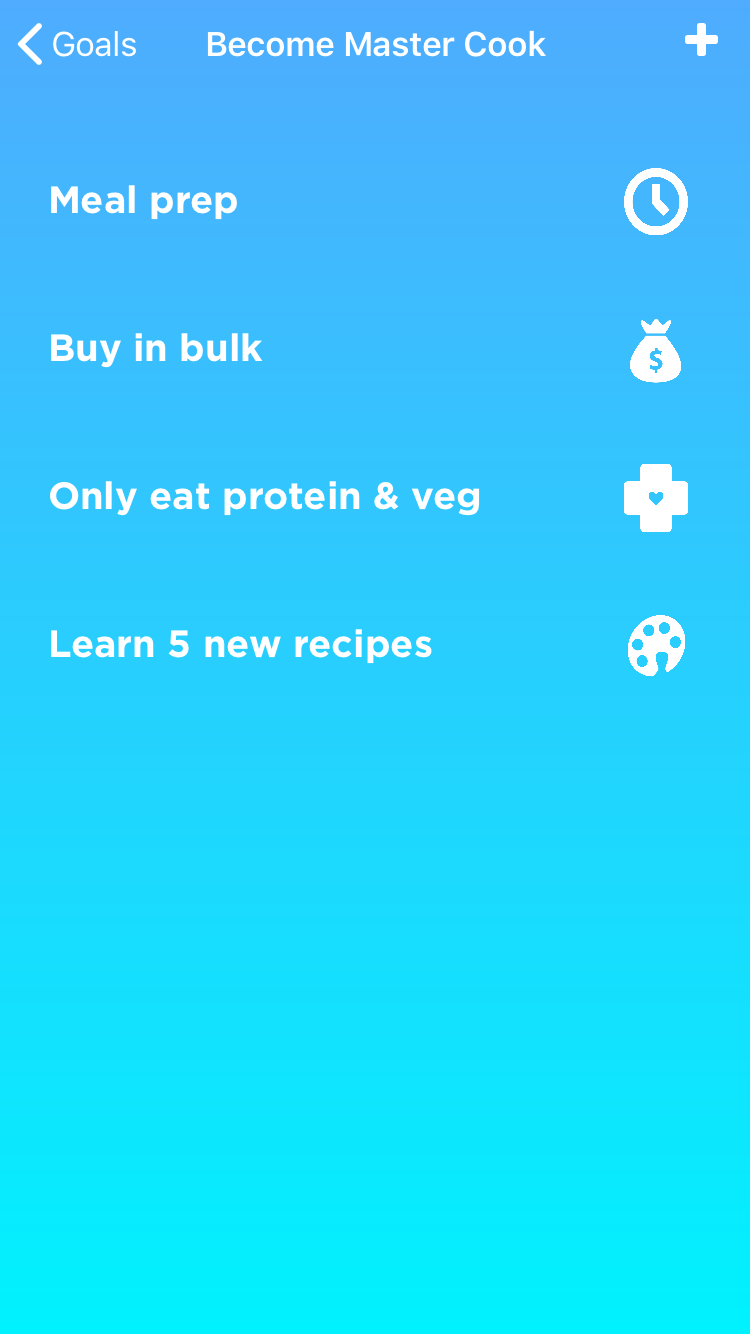 Goals
Become Master Cook
Meal prep
Buy in bulk
$
Only eat protein & veg
Learn 5 new recipes